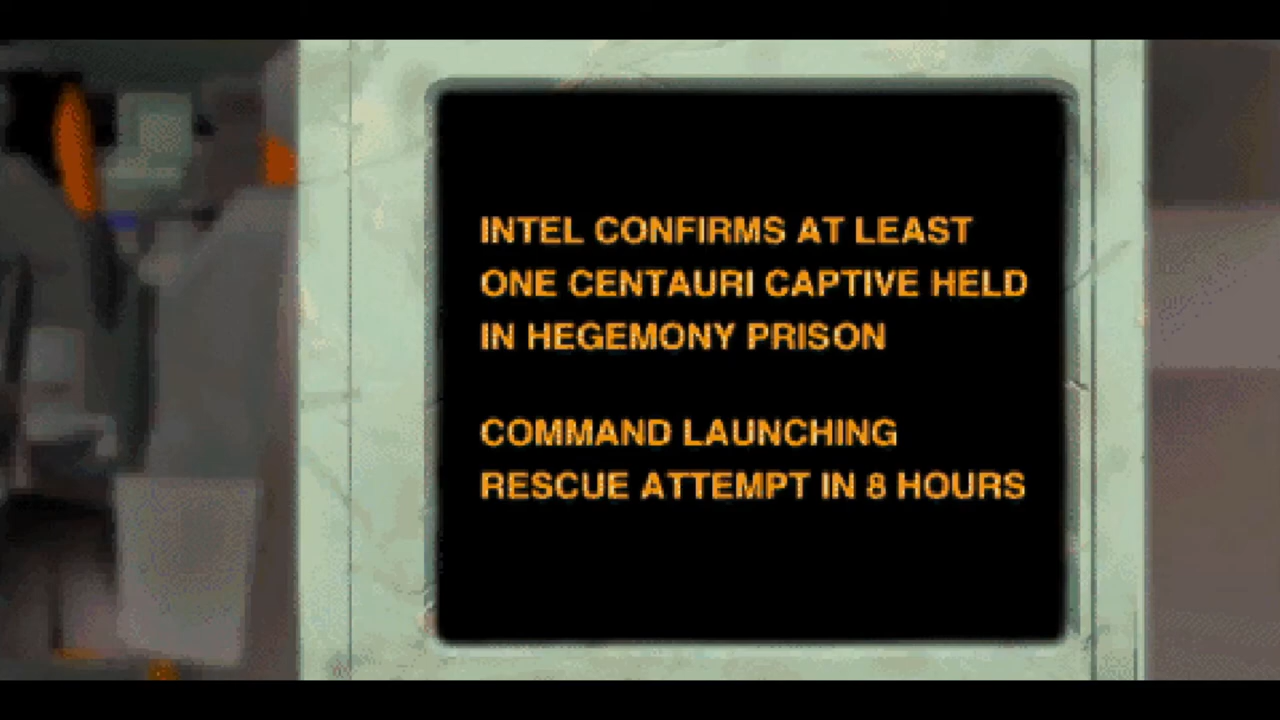 INTEL CONFIRMS AT LEAST
ONE CENTAURI CAPTIVE HELD
IN HEGEMONY PRISON
COMMAND LAUNCHING
RESCUE ATTEMPT IN 8 HOURS